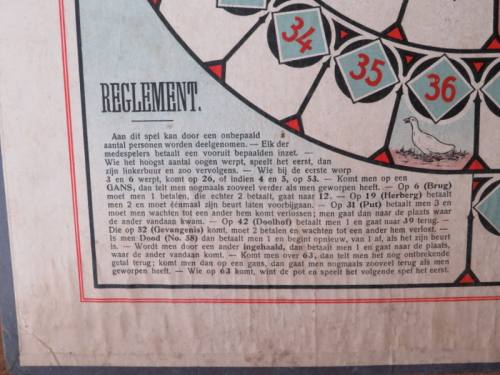 34
35
36
REGLEMENT.
Aan dit spel kan door een onbepaald
aantal personen worden deelgenomen. — Elk der
medespelers betaalt een vooruit bepaalden inzet. —
Wie het hoogst aantal oogen werpt, speelt het eerst, dan
zijn linkerbuur en zoo vervolgens. — Wie bij de eerste worp
3 en 6 werpt, komt op 26, of indien 4 en 5, op 53. — Komt men op een
GANS, dan telt men nogmaals zooveel verder als men geworpen heeft. — Op 6 (Brug)
moet men 1 betalen, die echter 2 betaalt, gaat naar 12. — Op 19 (Herberg) betaalt
men 2 en moet éénmaal zijn beurt laten voorbijgaan. — Op 31 (Put) betaalt men 3 en
moet men wachten tot een ander hem komt verlossen; men gaat dan naar de plaats waar
de ander vandaan kwam. — Op 42 (Doolhof) betaalt men 1 en gaat naar 39 terug. —
Die op 52 (Gevangenis) komt, moet 2 betalen en wachten tot een ander hem verlost. —
Is men Dood (No. 58) dan betaalt men 1 en begint opnieuw, van 1 af, als het zijn beurt
is. — Wordt men door een ander ingehaald, dan betaalt men 1 en gaat naar de plaats,
waar de ander vandaan komt. — Komt men over 63, dan telt men het nog ontbrekende
getal terug; komt men dan op een gans, dan gaat men nogmaals zooveel terug als men
geworpen heeft. — Wie op 63 komt, wint de pot en speelt het volgende spel het eerst.